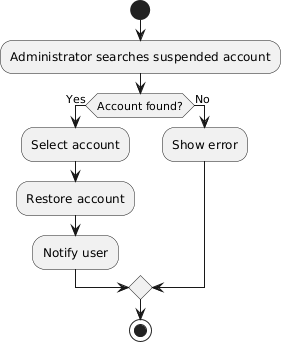 Administrator searches suspended account
Yes
Account found?
No
Select account
Show error
Restore account
Notify user